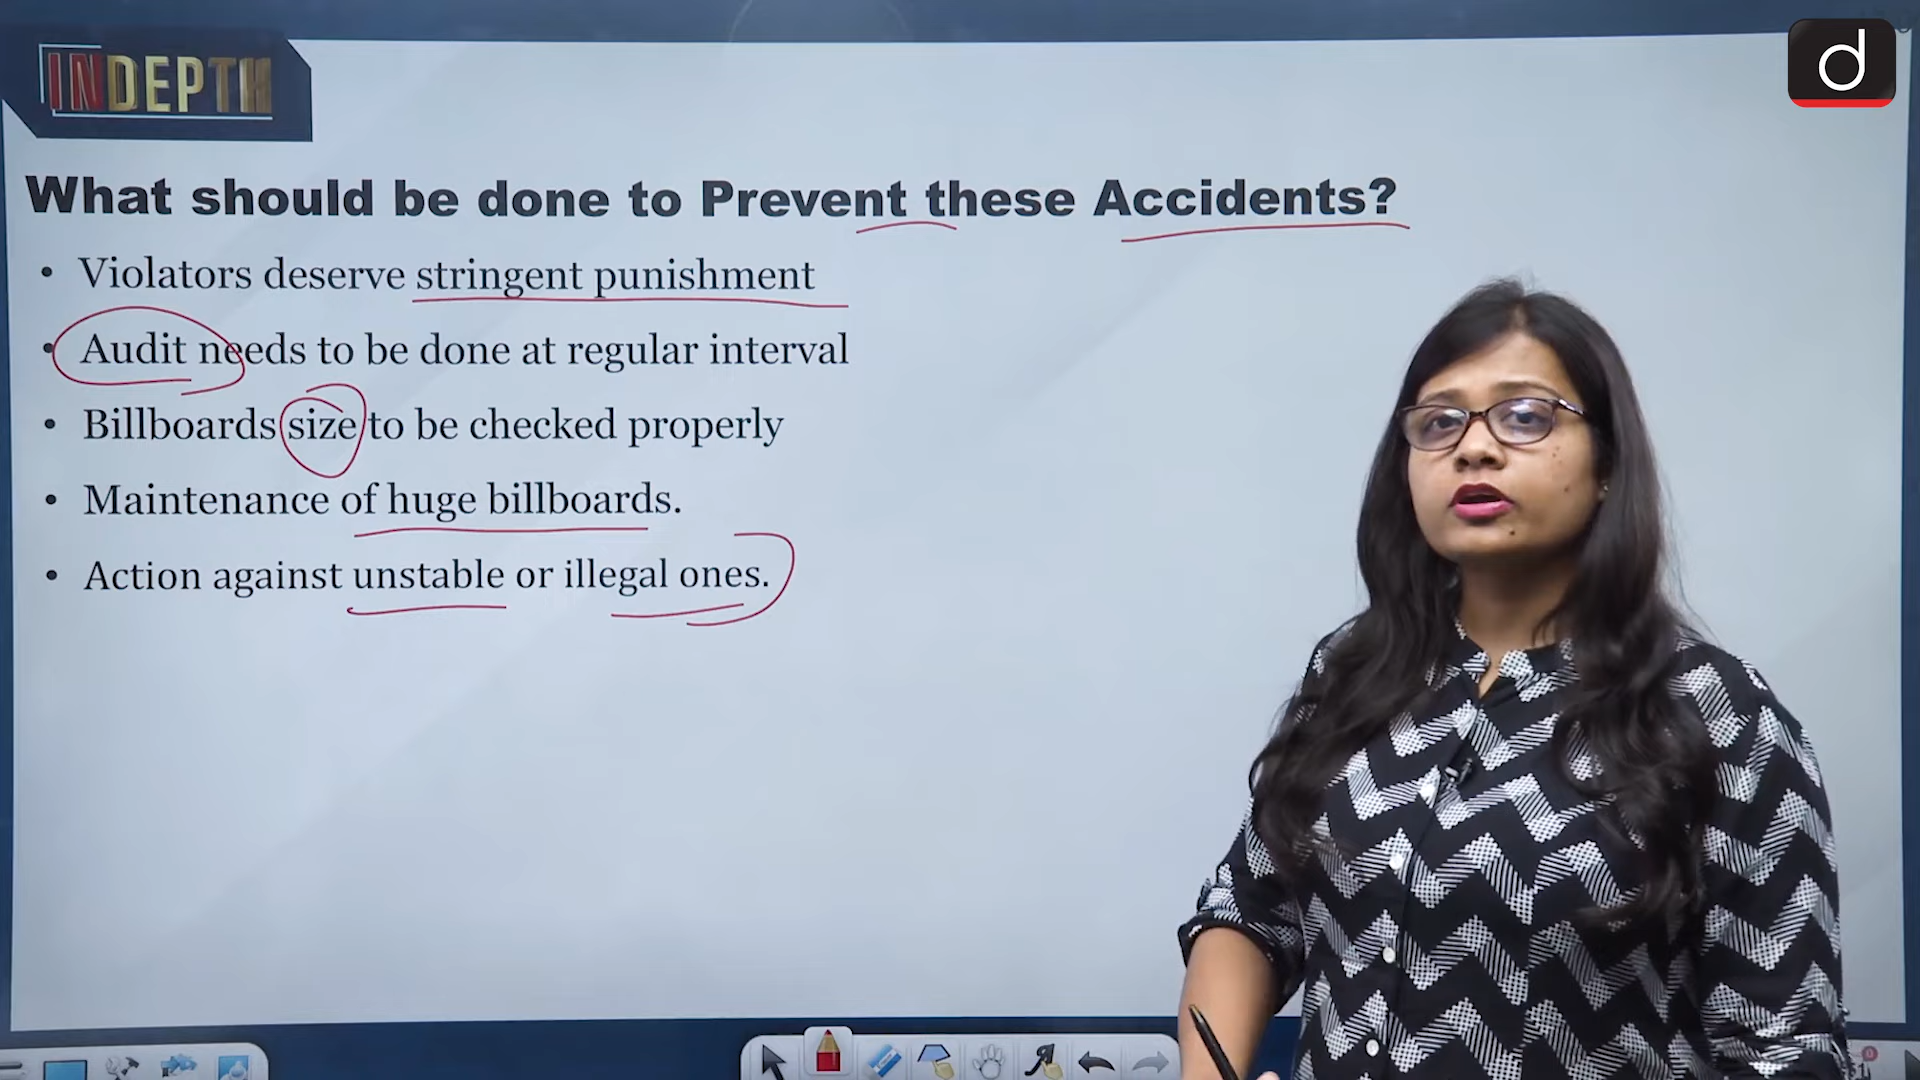 INDEPTH
d
What should be done to Prevent these Accidents?
• Violators deserve stringent punishment
• Audit needs to be done at regular interval
• Billboards size to be checked properly
• Maintenance of huge billboards.
• Action against unstable or illegal ones.